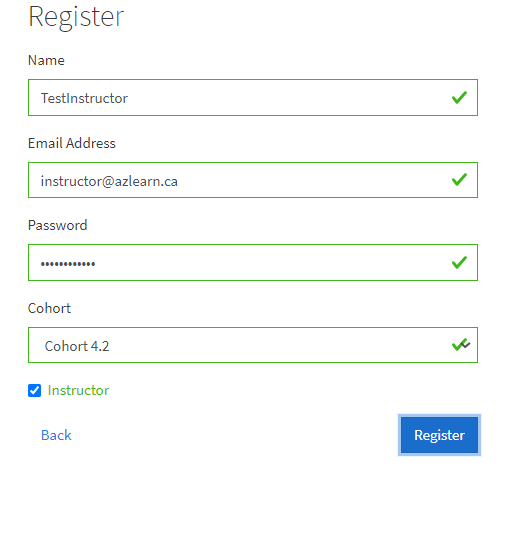 Register
Name
TestInstructor
Email Address
instructor@azlearn.ca
Password
••••••••••••
Cohort
Cohort 4.2
Instructor
Back
Register